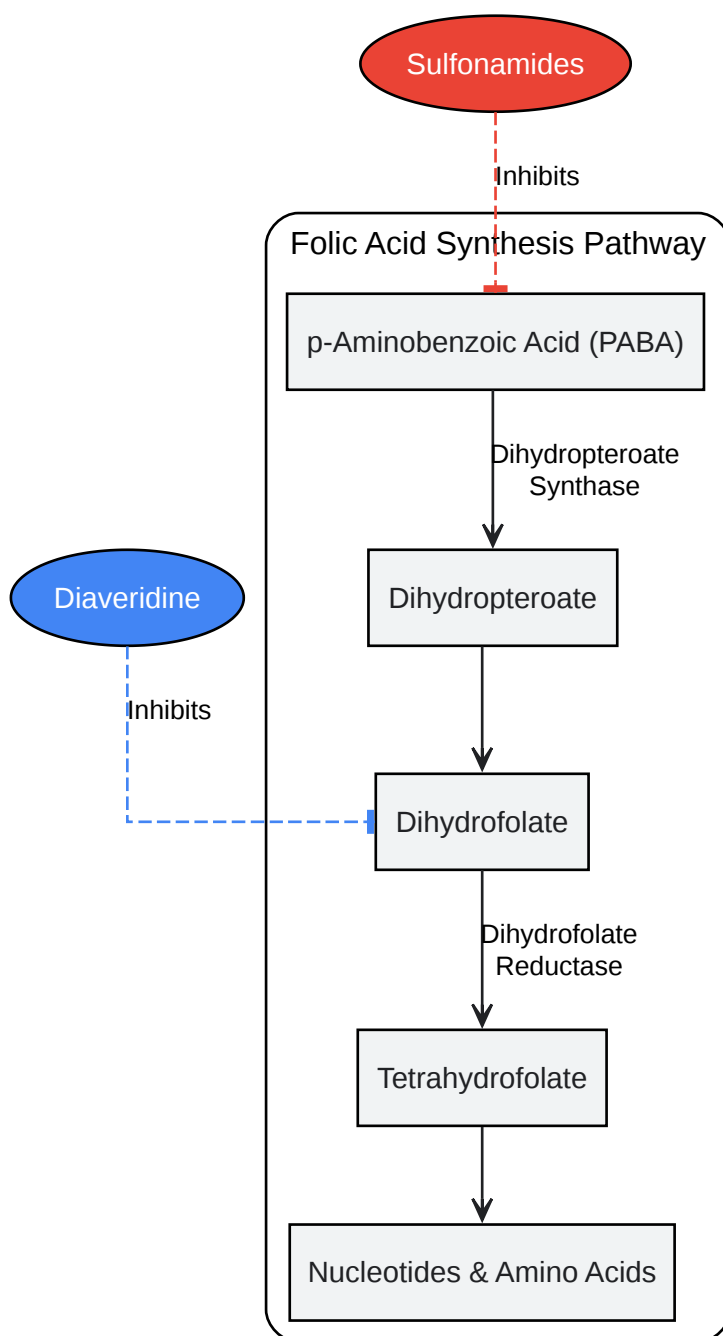 Sulfonamides
Inhibits
Folic Acid Synthesis Pathway
p-Aminobenzoic Acid (PABA)
Dihydropteroate
Synthase
Diaveridine
Dihydropteroate
Inhibits
Dihydrofolate
Dihydrofolate
Reductase
Tetrahydrofolate
Nucleotides & Amino Acids